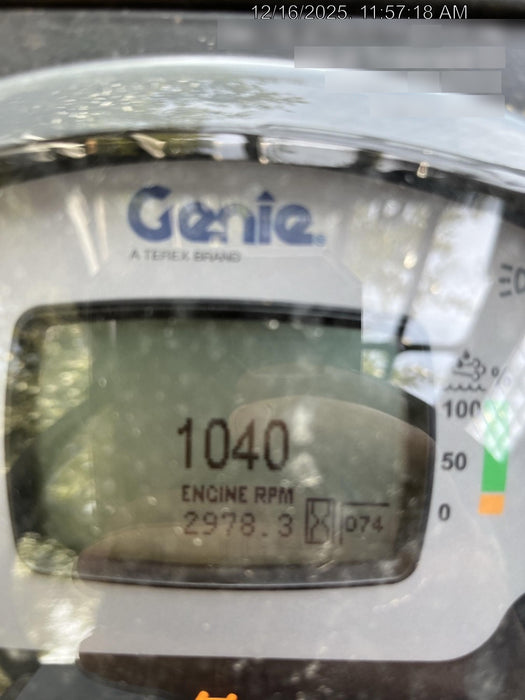 12/16/2025, 11:57:18 AM
Genie
A TEREX BRAND
1040
ENGINE RPM
2978.3
074
100
50
0